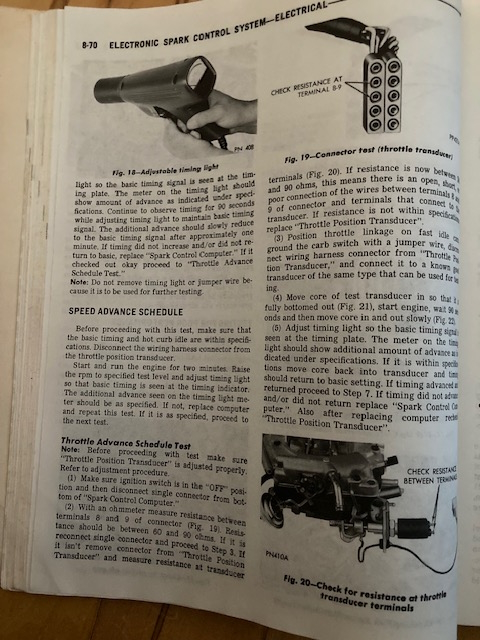 8-70 ELECTRONIC SPARK CONTROL SYSTEM—ELECTRICAL
PN 408
Fig. 18—Adjustable timing light
light so the basic timing signal is seen at the tim-
ing plate. The meter on the timing light should
show amount of advance as indicated under speci-
fications. Continue to observe timing for 90 seconds
while adjusting timing to maintain basic timing
signal. The additional advance should slowly reduce
to the basic timing signal after approximately one
minute. If timing did not increase and/or did not re-
turn to basic, replace "Spark Control Computer." If it
checked out okay proceed to "Throttle Advance
Schedule Test."
Note: Do not remove timing light or jumper wire be-
cause it is to be used for further testing.
SPEED ADVANCE SCHEDULE
Before proceeding with this test, make sure that
the basic timing and hot curb idle are within specifi-
cations. Disconnect the wiring harness connector from
the throttle position transducer.
Start and run the engine for two minutes. Raise
the rpm to specified test level and adjust timing light
so that basic timing is seen at the timing indicator.
The additional advance seen on the timing light me-
ter should be as specified. If not, replace computer
and repeat this test. If it is as specified, proceed to
the next test.
Throttle Advance Schedule Test
Note: Before proceeding with test make sure
"Throttle Position Transducer" is adjusted properly.
Refer to adjustment procedure.
(1) Make sure ignition switch is in the "OFF" posi-
tion and then disconnect single connector from bot-
tom of "Spark Control Computer."
(2) With an ohmmeter measure resistance between
terminals 8 and 9 of connector (Fig. 19). Resis-
tance should be between 60 and 90 ohms. If it is
reconnect single connector and proceed to Step 3. If
it isn't remove connector from "Throttle Position
Transducer" and measure resistance at transducer
CHECK RESISTANCE AT
TERMINAL 8-9
Fig. 19—Connector test (throttle transducer)
terminals (Fig. 20). If resistance is now between
and 90 ohms, this means there is an open, short,
poor connection of the wires between terminals
9 of connector and terminals that connect to
transducer. If resistance is not within specification
replace "Throttle Position Transducer".
(3) Position throttle linkage on fast idle
ground the carb switch with a jumper wire,
nect wiring harness connector from "Throttle
tion Transducer," and connect it to a known
transducer of the same type that can be used for
ing.
(4) Move core of test transducer in so that
fully bottomed out (Fig. 21), start engine, wait 90
onds and then move core in and out slowly (Fig. 22).
(5) Adjust timing light so the basic timing
seen at the timing plate. The meter on the
light should show additional amount of advance
dicated under specifications. If it is within
tions move core back into transducer and
should return to basic setting. If timing advanced
returned proceed to Step 7. If timing did not
and/or did not return replace "Spark Control
puter." Also after replacing computer
"Throttle Position Transducer".
CHECK RESISTANCE
BETWEEN
PN410A
Fig. 20—Check for resistance at throttle
transducer terminals